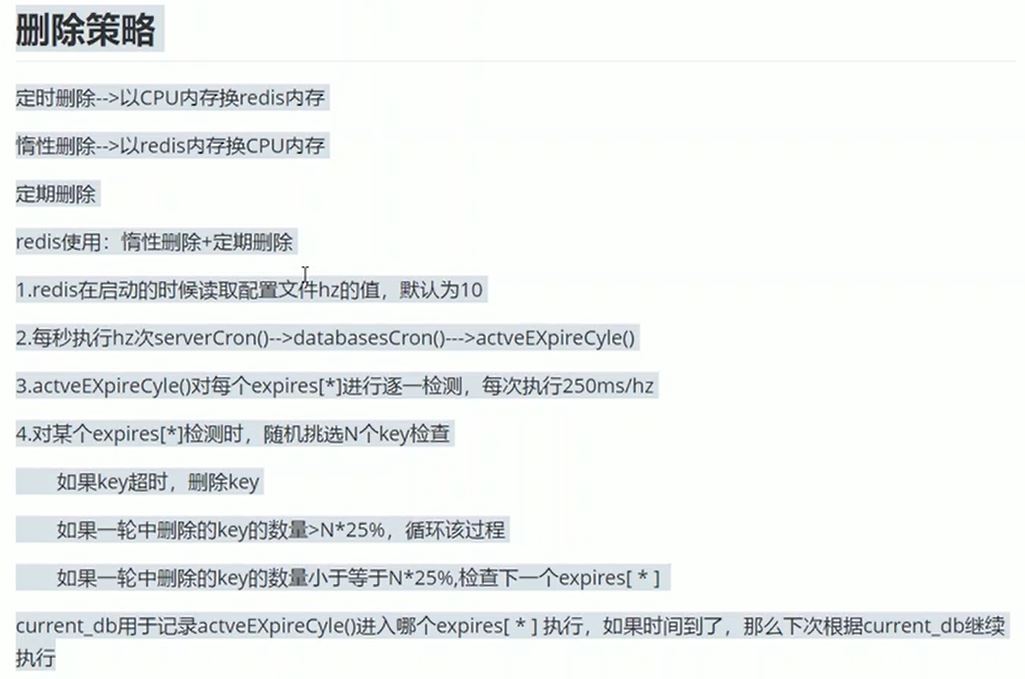 删除策略
定时删除-->以CPU内存换redis内存
惰性删除-->以redis内存换CPU内存
定期删除
redis使用：惰性删除+定期删除
1.redis在启动的时候读取配置文件hz的值，默认为10
2.每秒执行hz次serverCron()-->databasesCron()--->actveEXpireCyle()
3.actveEXpireCyle()对每个expires[*]进行逐一检测，每次执行250ms/hz
4.对某个expires[*]检测时，随机挑选N个key检查
如果key超时，删除key
如果一轮中删除的key的数量>N*25%，循环该过程
如果一轮中删除的key的数量小于等于N*25%,检查下一个expires[ * ]
current_db用于记录actveEXpireCyle()进入哪个expires[ * ] 执行，如果时间到了，那么下次根据current_db继续
执行